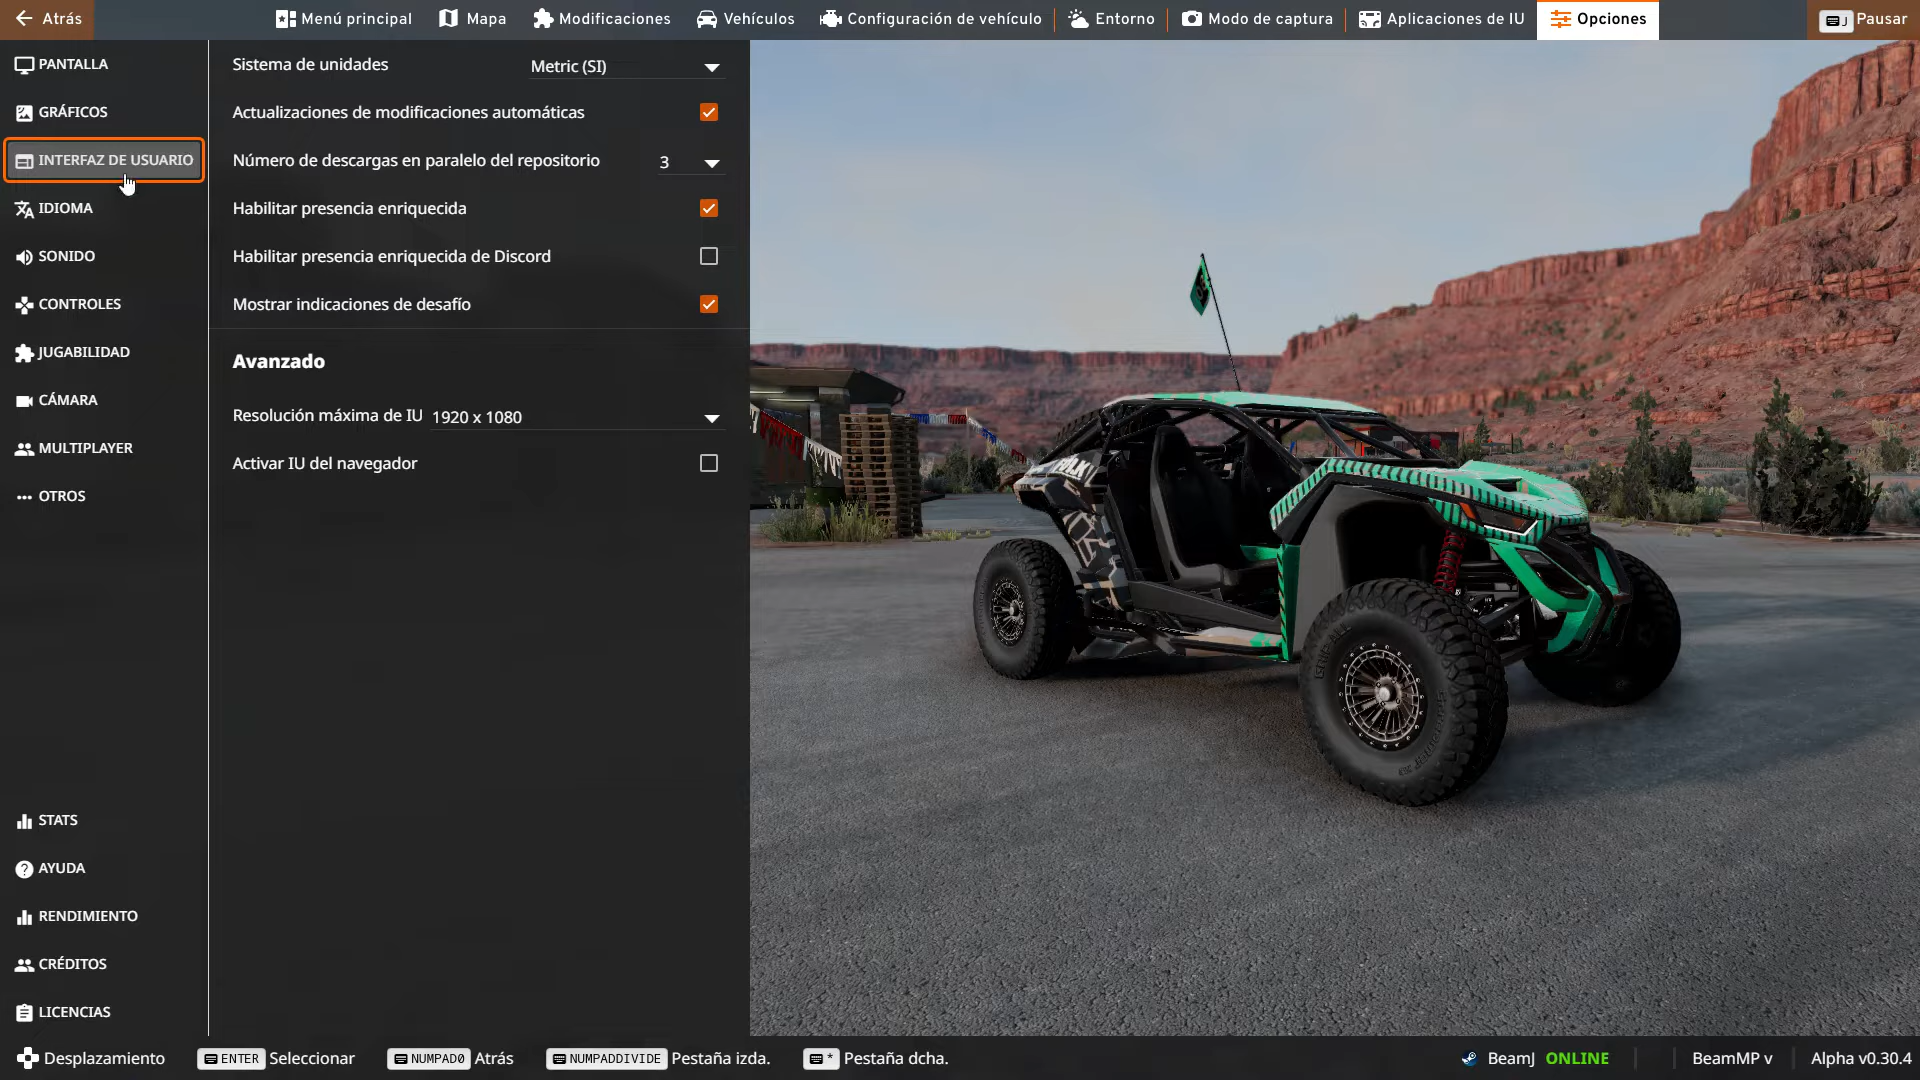 Atrás
Menú principal
Mapa
Modificaciones
Vehículos
Configuración de vehículo
Entorno
Modo de captura
Aplicaciones de IU
Opciones
J Pausar
PANTALLA
GRÁFICOS
INTERFAZ DE USUARIO
IDIOMA
SONIDO
CONTROLES
JUGABILIDAD
CÁMARA
MULTIPLAYER
OTROS
STATS
AYUDA
RENDIMIENTO
CRÉDITOS
LICENCIAS
Sistema de unidades Metric (SI)
Actualizaciones de modificaciones automáticas
Número de descargas en paralelo del repositorio 3
Habilitar presencia enriquecida
Habilitar presencia enriquecida de Discord
Mostrar indicaciones de desafío
Avanzado
Resolución máxima de IU 1920 x 1080
Activar IU del navegador
Desplazamiento
ENTER Seleccionar
NUMPAD0 Atrás
NUMPADDIVIDE Pestaña izda.
* Pestaña dcha.
BeamJ ONLINE
BeamMP v
Alpha v0.30.4